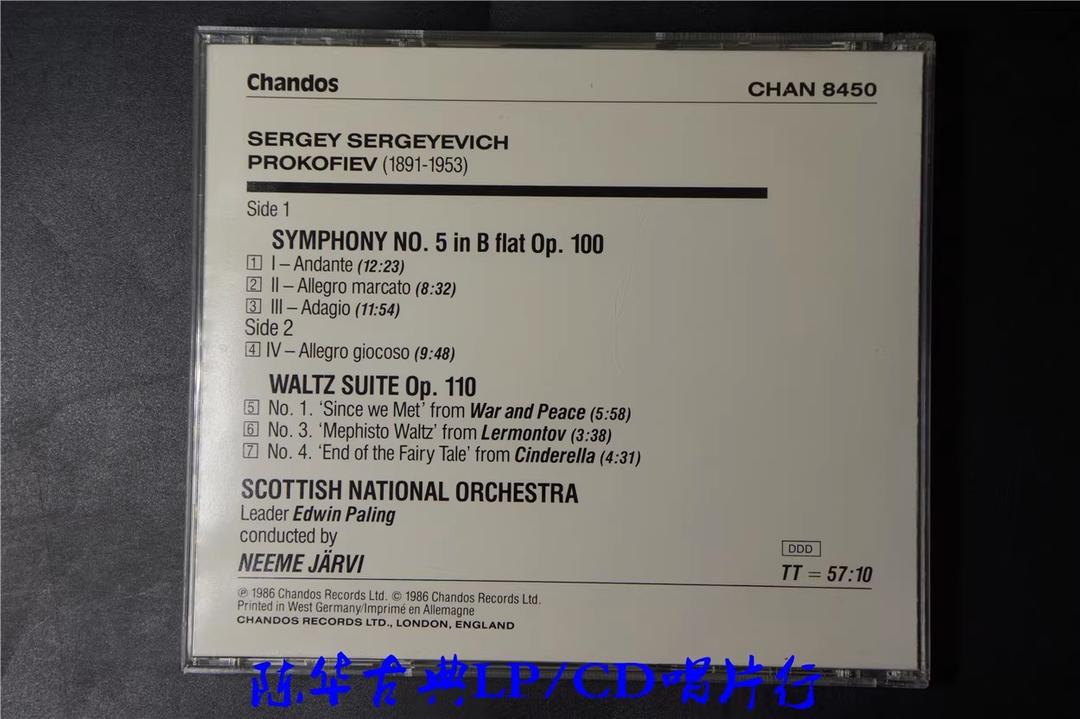 Chandos
CHAN 8450
SERGEY SERGEYEVICH
PROKOFIEV (1891-1953)
Side 1
SYMPHONY NO. 5 in B flat Op. 100
1 I – Andante (12:23)
2 II – Allegro marcato (8:32)
3 III – Adagio (11:54)
Side 2
4 IV – Allegro giocoso (9:48)
WALTZ SUITE Op. 110
5 No. 1. ‘Since we Met’ from War and Peace (5:58)
6 No. 3. ‘Mephisto Waltz’ from Lermontov (3:38)
7 No. 4. ‘End of the Fairy Tale’ from Cinderella (4:31)
SCOTTISH NATIONAL ORCHESTRA
Leader Edwin Paling
conducted by
NEEME JÄRVI
DDD
TT = 57:10
℗ 1986 Chandos Records Ltd. © 1986 Chandos Records Ltd.
Printed in West Germany/Imprimé en Allemagne
CHANDOS RECORDS LTD., LONDON, ENGLAND
陈华古典LP/CD唱片行